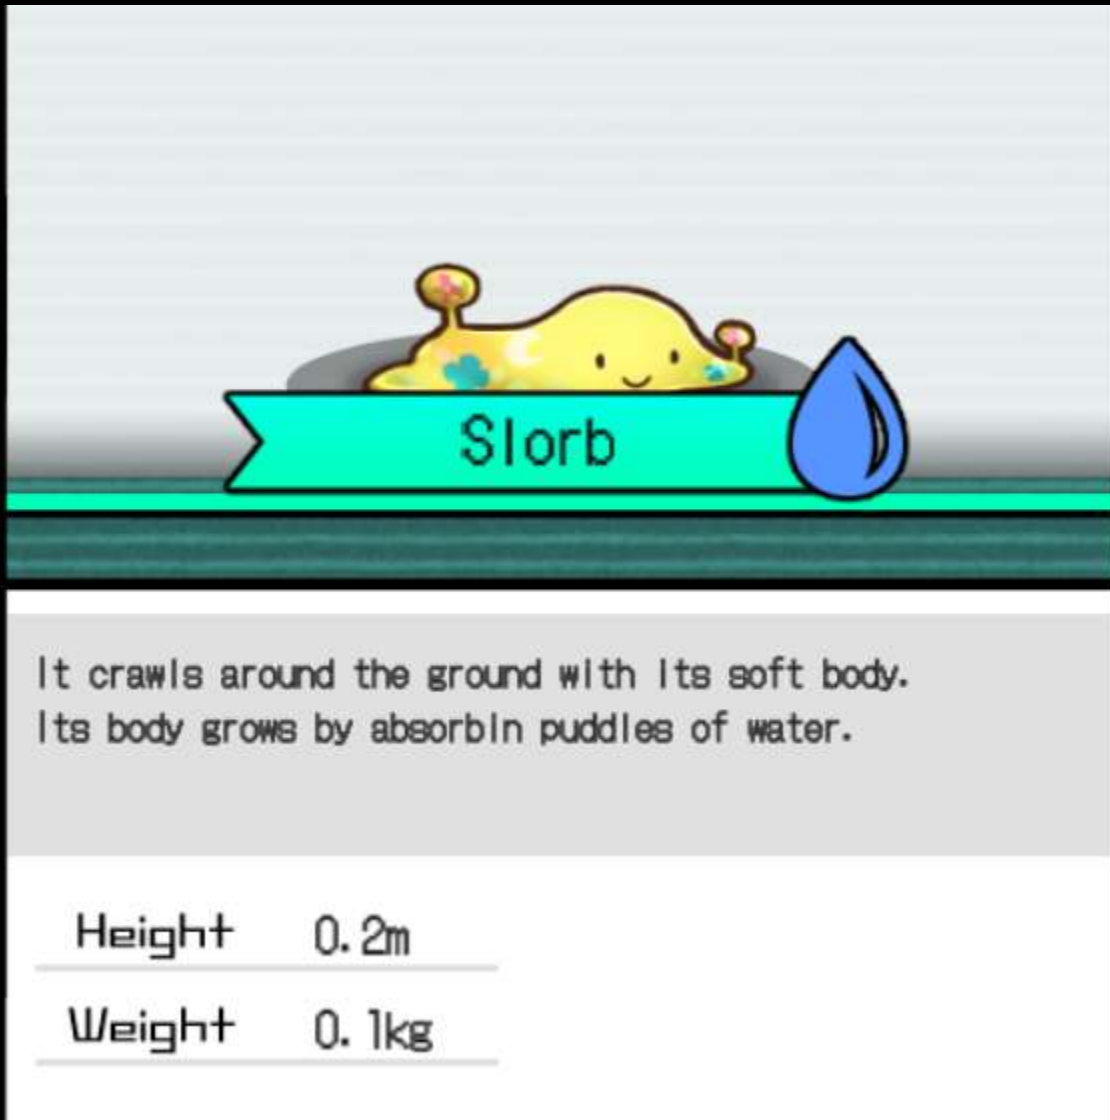 Slorb
It crawls around the ground with its soft body.
Its body grows by absorbin puddles of water.
Height 0.2m
Weight 0.1kg